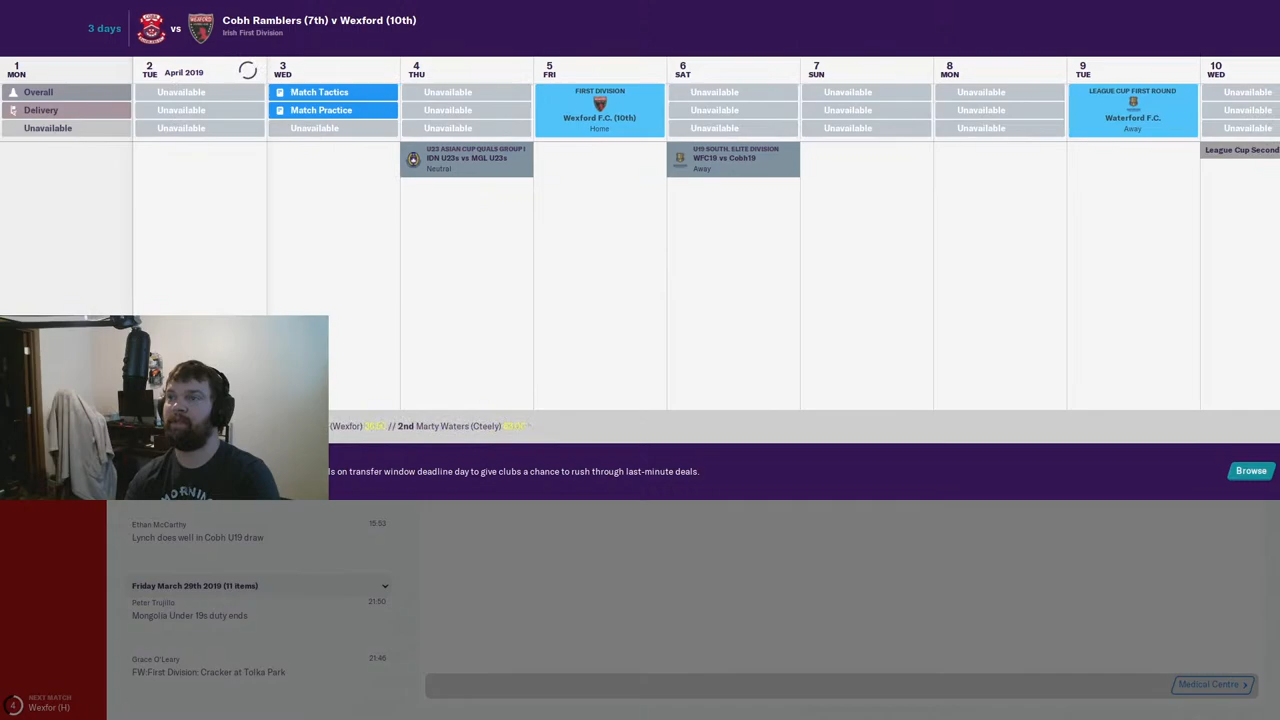 3 days
vs
Cobh Ramblers (7th) v Wexford (10th)
Irish First Division
1
MON
2
TUE April 2019
3
WED
4
THU
5
FRI
6
SAT
7
SUN
8
MON
9
TUE
10
WED
Overall
Delivery
Unavailable
Unavailable
Unavailable
Unavailable
Match Tactics
Match Practice
Unavailable
Unavailable
Unavailable
Unavailable
FIRST DIVISION
Wexford F.C. (10th)
Home
Unavailable
Unavailable
Unavailable
Unavailable
Unavailable
Unavailable
Unavailable
Unavailable
Unavailable
LEAGUE CUP FIRST ROUND
Waterford F.C.
Away
Unavailable
Unavailable
Unavailable
U23 ASIAN CUP QUALS GROUP I
IDN U23s vs MGL U23s
Neutral
U19 SOUTH. ELITE DIVISION
WFC19 vs Cobh19
Away
League Cup Second
(Wexfor) // 2nd Marty Waters (Cteely)
ls on transfer window deadline day to give clubs a chance to rush through last-minute deals.
Browse
MORNING
Ethan McCarthy 15:53
Lynch does well in Cobh U19 draw
Friday March 29th 2019 (11 items)
Peter Trujillo 21:50
Mongolia Under 19s duty ends
Grace O'Leary 21:46
FW:First Division: Cracker at Tolka Park
Medical Centre
4
NEXT MATCH
Wexfor (H)